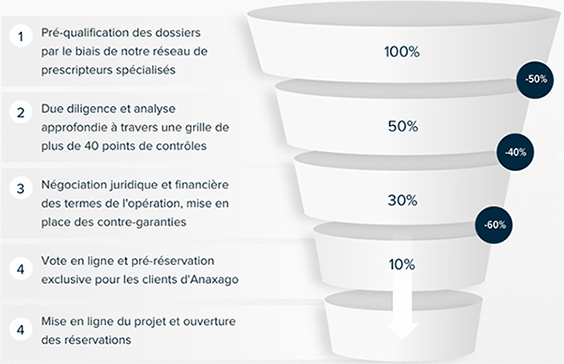 1
Pré-qualification des dossiers
par le biais de notre réseau de
prescripteurs spécialisés
100%
-50%
2
Due diligence et analyse
approfondie à travers une grille de
plus de 40 points de contrôles
50%
-40%
3
Négociation juridique et financière
des termes de l'opération, mise en
place des contre-garanties
30%
-60%
4
Vote en ligne et pré-réservation
exclusive pour les clients d'Anaxago
10%
4
Mise en ligne du projet et ouverture
des réservations